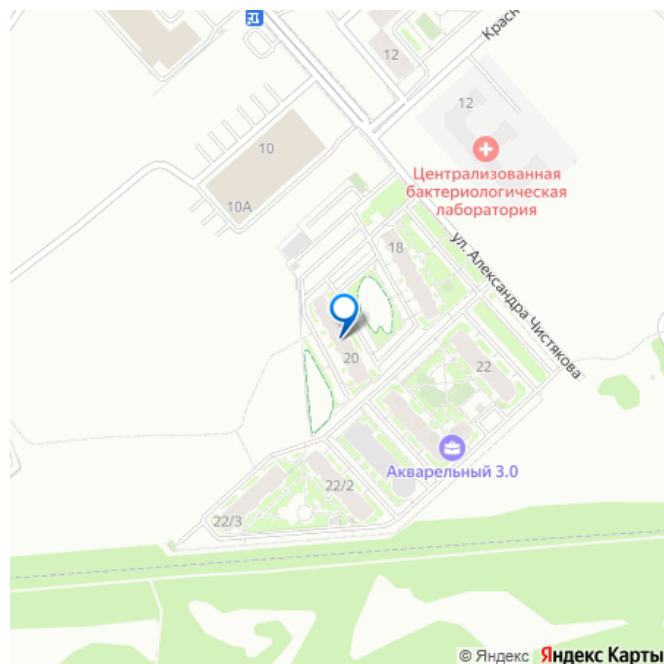 12
Красн
12
10
Централизованная
бактериологическая
лаборатория
10А
18
ул. Александра Чистякова
20
22
Акварельный 3.0
22/2
22/3
© Яндекс Яндекс Карты